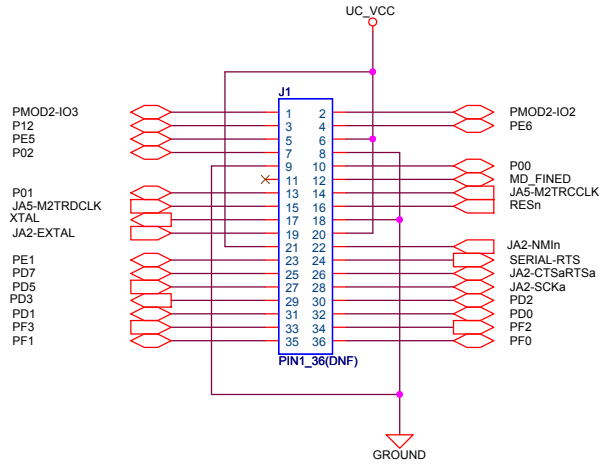 UC_VCC
J1
PMOD2-IO3 1 2 PMOD2-IO2
P12 3 4 PE6
PE5 5 6
P02 7 8
9 10 P00
11 12 MD_FINED
P01 13 14 JA5-M2TRCCLK
JA5-M2TRDCLK 15 16 RESn
XTAL 17 18
JA2-EXTAL 19 20
21 22 JA2-NMIn
PE1 23 24 SERIAL-RTS
PD7 25 26 JA2-CTSaRTSa
PD5 27 28 JA2-SCKa
PD3 29 30 PD2
PD1 31 32 PD0
PF3 33 34 PF2
PF1 35 36 PF0
PIN1_36(DNF)
GROUND